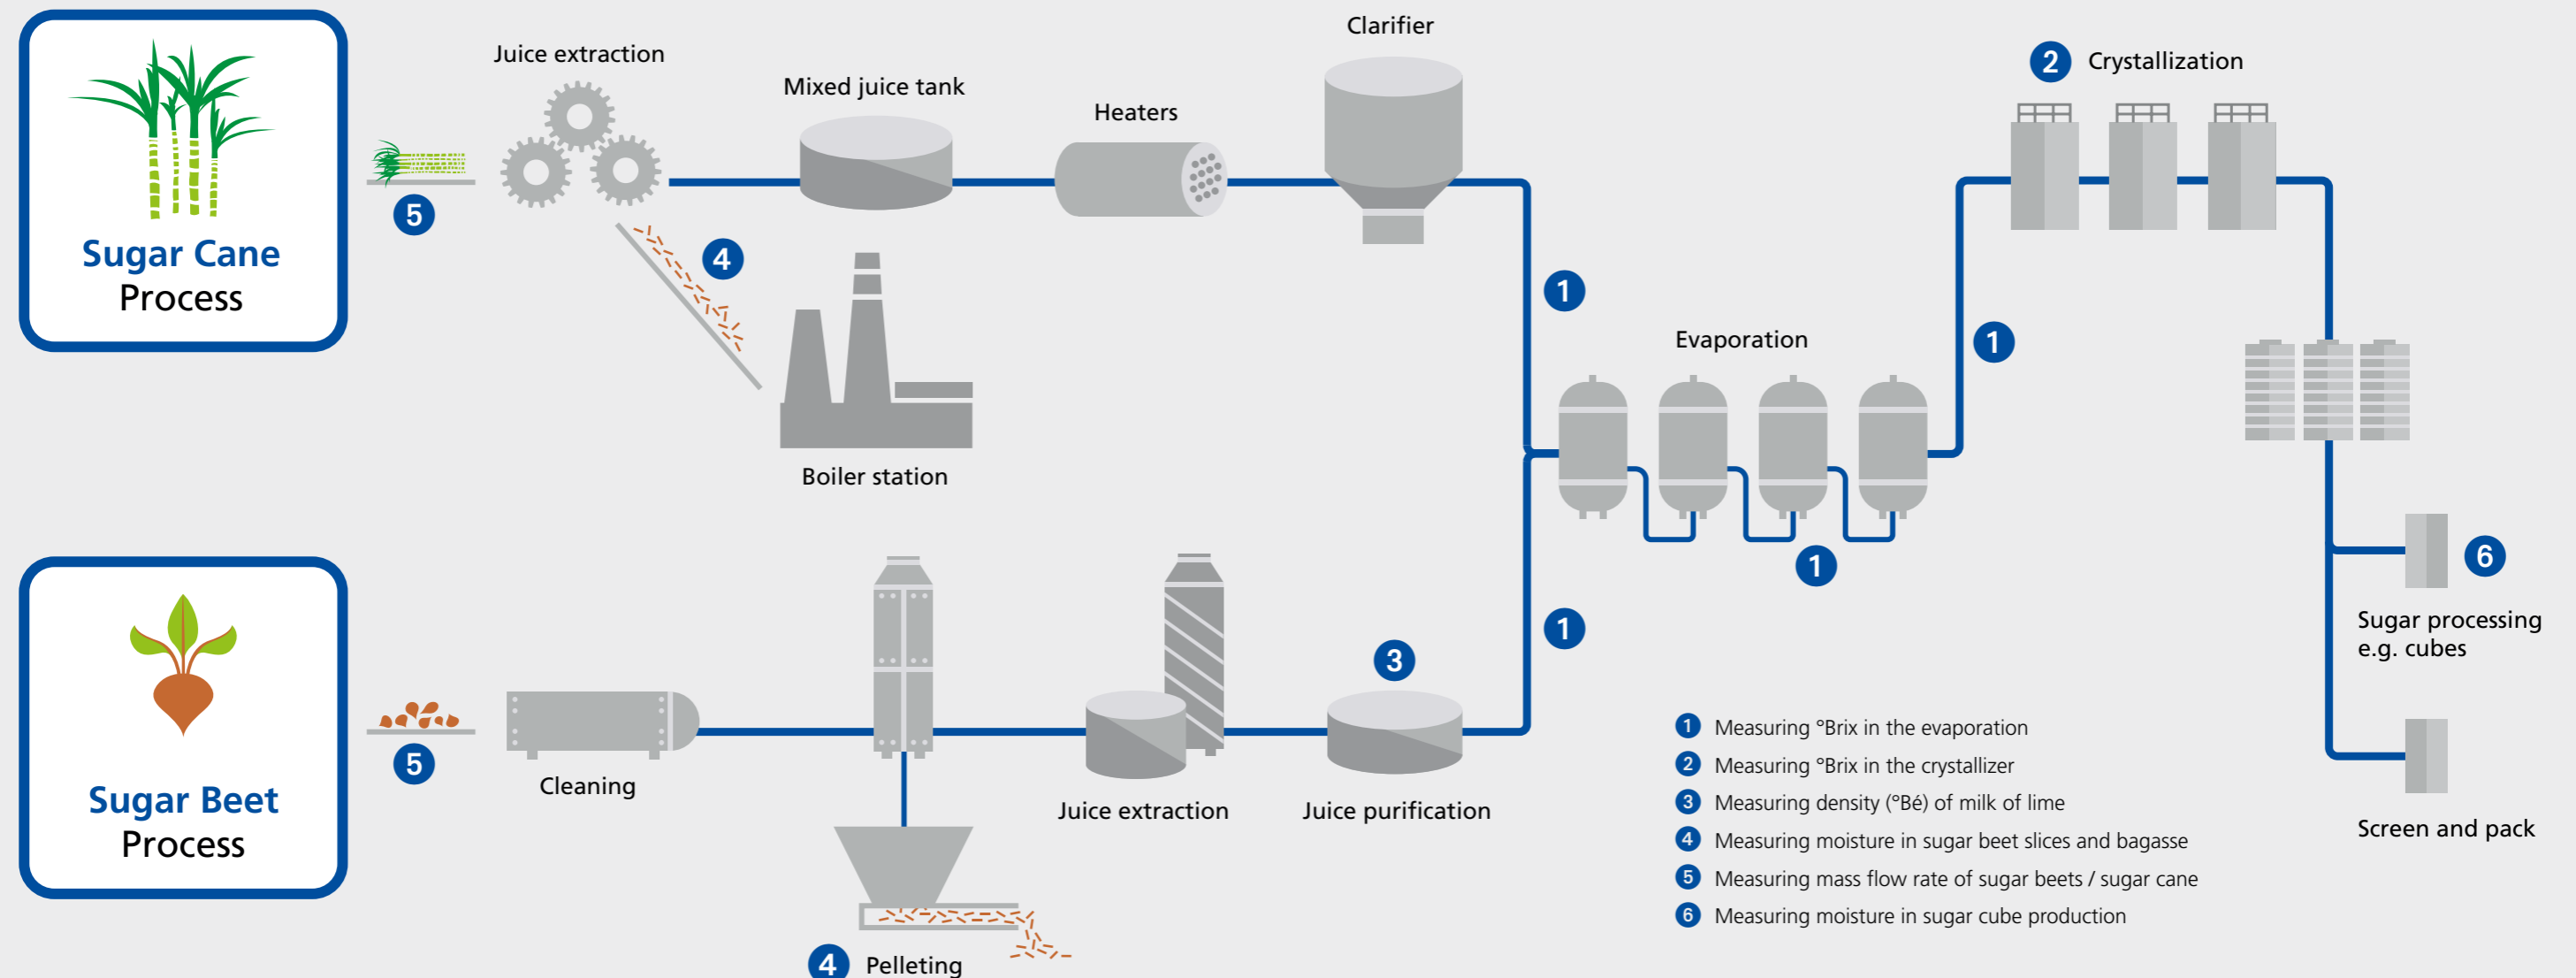 Sugar Cane
Process
5
Juice extraction
4
Mixed juice tank
Boiler station
Heaters
Clarifier
1
Evaporation
1
1
2 Crystallization
6
Sugar processing
e.g. cubes
Screen and pack
Sugar Beet
Process
5
Cleaning
4 Pelleting
Juice extraction
3
Juice purification
1
1 Measuring °Brix in the evaporation
2 Measuring °Brix in the crystallizer
3 Measuring density (°Bé) of milk of lime
4 Measuring moisture in sugar beet slices and bagasse
5 Measuring mass flow rate of sugar beets / sugar cane
6 Measuring moisture in sugar cube production